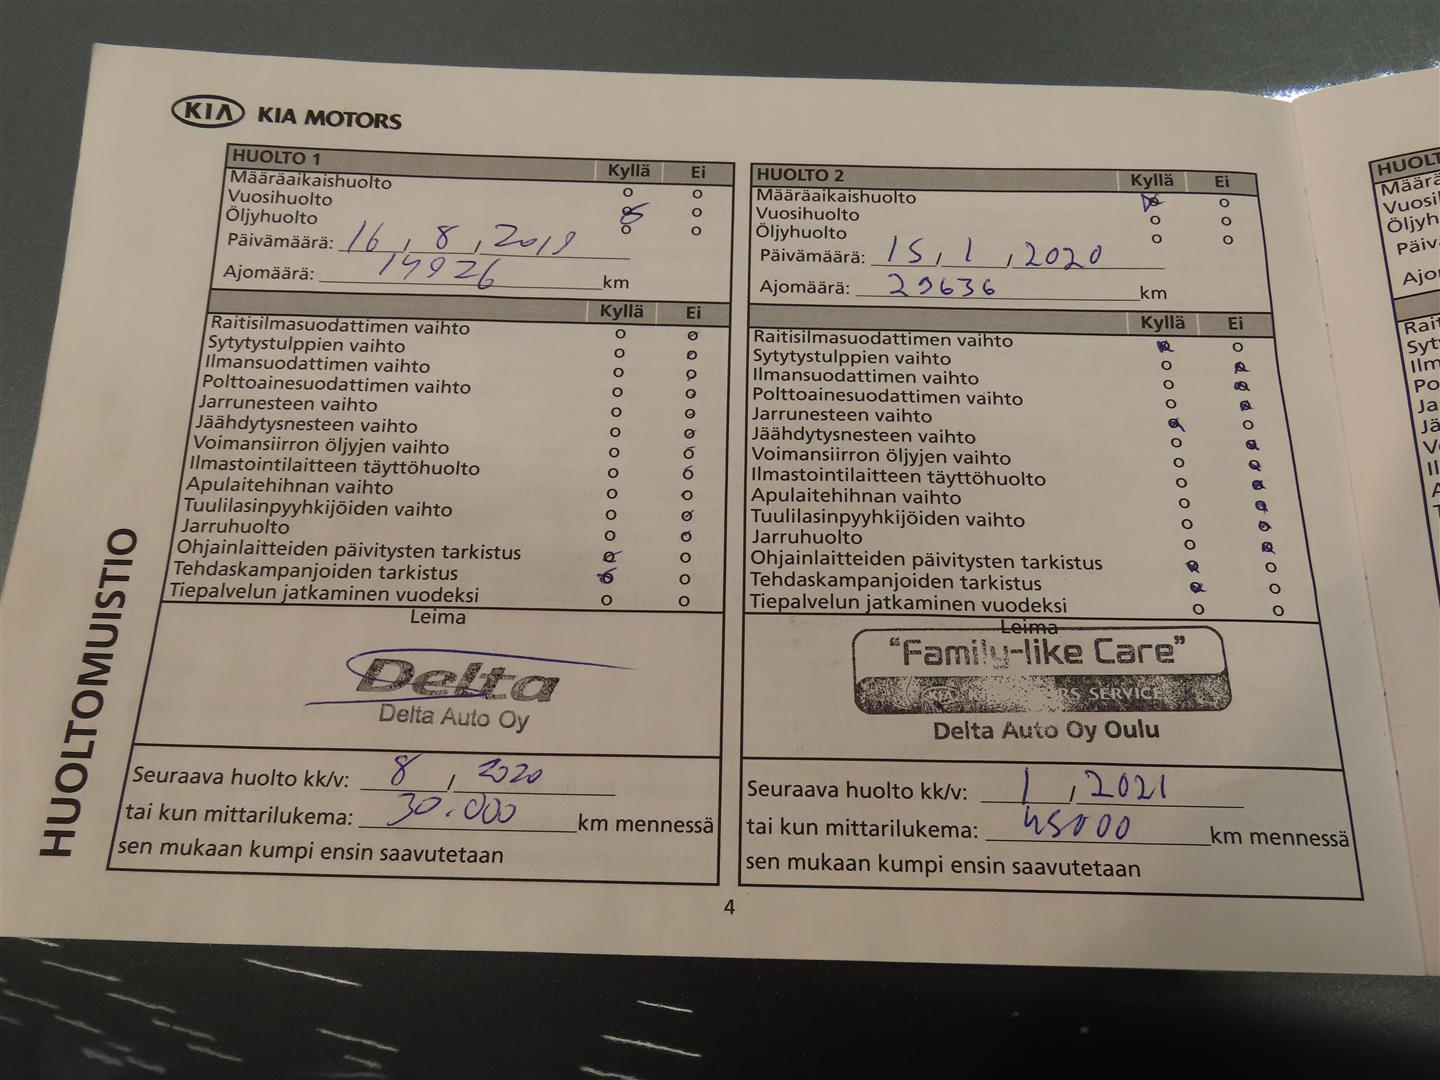 KIA KIA MOTORS
HUOLTOMUISTIO
HUOLTO 1 Kyllä Ei
Määräaikaishuolto o o
Vuosihuolto o o
Öljyhuolto o o
Päivämäärä: 16, 8, 2019
Ajomäärä: 14926 km
Kyllä Ei
Raitisilmasuodattimen vaihto o o
Sytytystulppien vaihto o o
Ilmansuodattimen vaihto o o
Polttoainesuodattimen vaihto o o
Jarrunesteen vaihto o o
Jäähdytysnesteen vaihto o o
Voimansiirron öljyjen vaihto o o
Ilmastointilaitteen täyttöhuolto o o
Apulaitehihnan vaihto o o
Tuulilasinpyyhkijöiden vaihto o o
Jarruhuolto o o
Ohjainlaitteiden päivitysten tarkistus o o
Tehdaskampanjoiden tarkistus o o
Tiepalvelun jatkaminen vuodeksi o o
Leima
Delta
Delta Auto Oy
Seuraava huolto kk/v: 8, 2020
tai kun mittarilukema: 30.000 km mennessä
sen mukaan kumpi ensin saavutetaan
HUOLTO 2 Kyllä Ei
Määräaikaishuolto o o
Vuosihuolto o o
Öljyhuolto o o
Päivämäärä: 15, 1, 2020
Ajomäärä: 29636 km
Kyllä Ei
Raitisilmasuodattimen vaihto o o
Sytytystulppien vaihto o o
Ilmansuodattimen vaihto o o
Polttoainesuodattimen vaihto o o
Jarrunesteen vaihto o o
Jäähdytysnesteen vaihto o o
Voimansiirron öljyjen vaihto o o
Ilmastointilaitteen täyttöhuolto o o
Apulaitehihnan vaihto o o
Tuulilasinpyyhkijöiden vaihto o o
Jarruhuolto o o
Ohjainlaitteiden päivitysten tarkistus o o
Tehdaskampanjoiden tarkistus o o
Tiepalvelun jatkaminen vuodeksi o o
Leima
"Family-like Care"
KIA SERVICE
Delta Auto Oy Oulu
Seuraava huolto kk/v: 1, 2021
tai kun mittarilukema: 45000 km mennessä
sen mukaan kumpi ensin saavutetaan
4